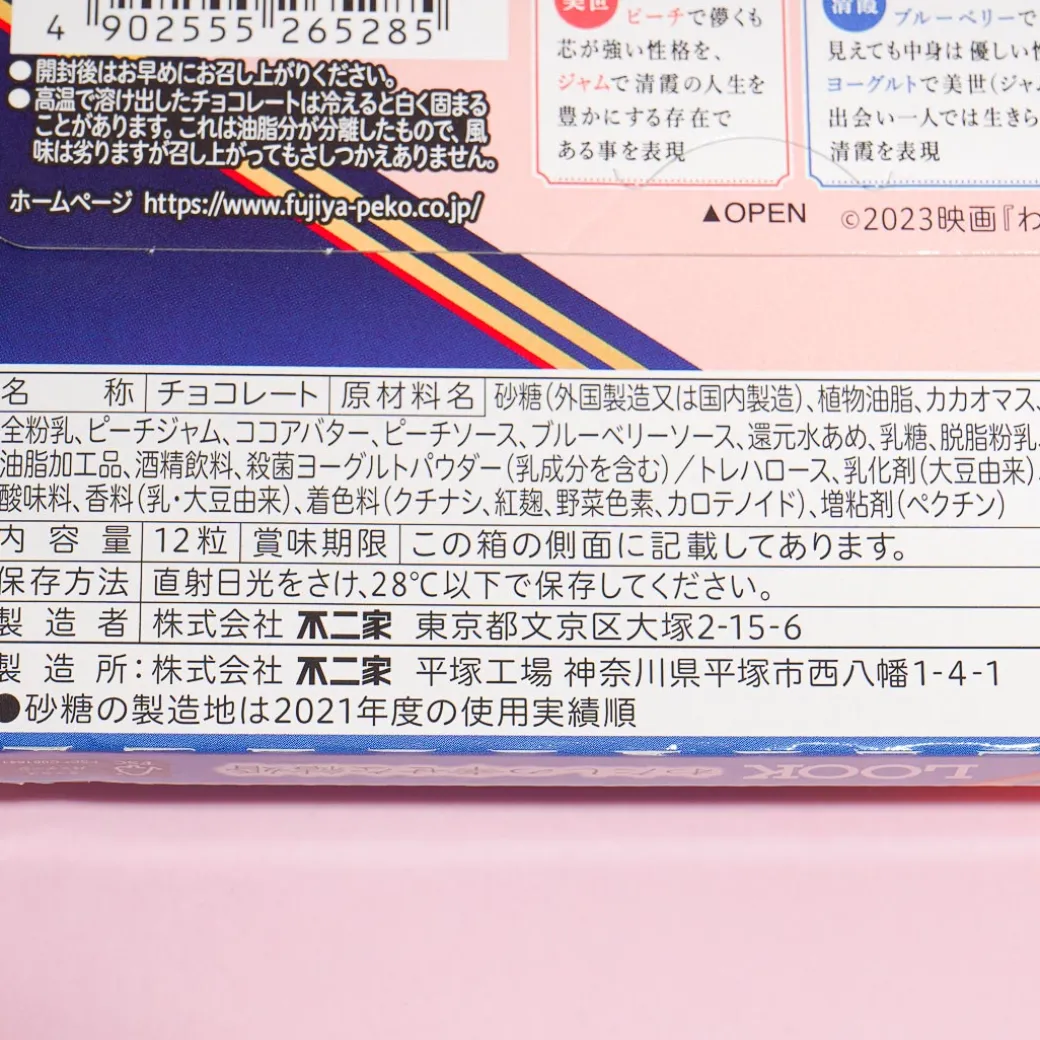 4 902555 265285
●開封後はお早めにお召し上がりください。
●高温で溶け出したチョコレートは冷えると白く固まる
ことがあります。これは油脂分が分離したもので、風
味は劣りますが召し上がってもさしつかえありません。
ホームページ https://www.fujiya-peko.co.jp/
美世 ピーチで儚くも
芯が強い性格を、
ジャムで清霞の人生を
豊かにする存在で
ある事を表現
清霞 ブルーベリーで
見えても中身は優しい性
ヨーグルトで美世(ジャム
出会い一人では生きら
清霞を表現
▲OPEN
©2023映画『わ
名称 チョコレート 原材料名 砂糖(外国製造又は国内製造)、植物油脂、カカオマス、
全粉乳、ピーチジャム、ココアバター、ピーチソース、ブルーベリーソース、還元水あめ、乳糖、脱脂粉乳、
油脂加工品、酒精飲料、殺菌ヨーグルトパウダー(乳成分を含む)/トレハロース、乳化剤(大豆由来)、
酸味料、香料(乳・大豆由来)、着色料(クチナシ、紅麹、野菜色素、カロテノイド)、増粘剤(ペクチン)
内容量 12粒 賞味期限 この箱の側面に記載してあります。
保存方法 直射日光をさけ、28℃以下で保存してください。
製造者 株式会社 不二家 東京都文京区大塚2-15-6
製造所:株式会社 不二家 平塚工場 神奈川県平塚市西八幡1-4-1
●砂糖の製造地は2021年度の使用実績順
LOOK わたしの幸せな結婚